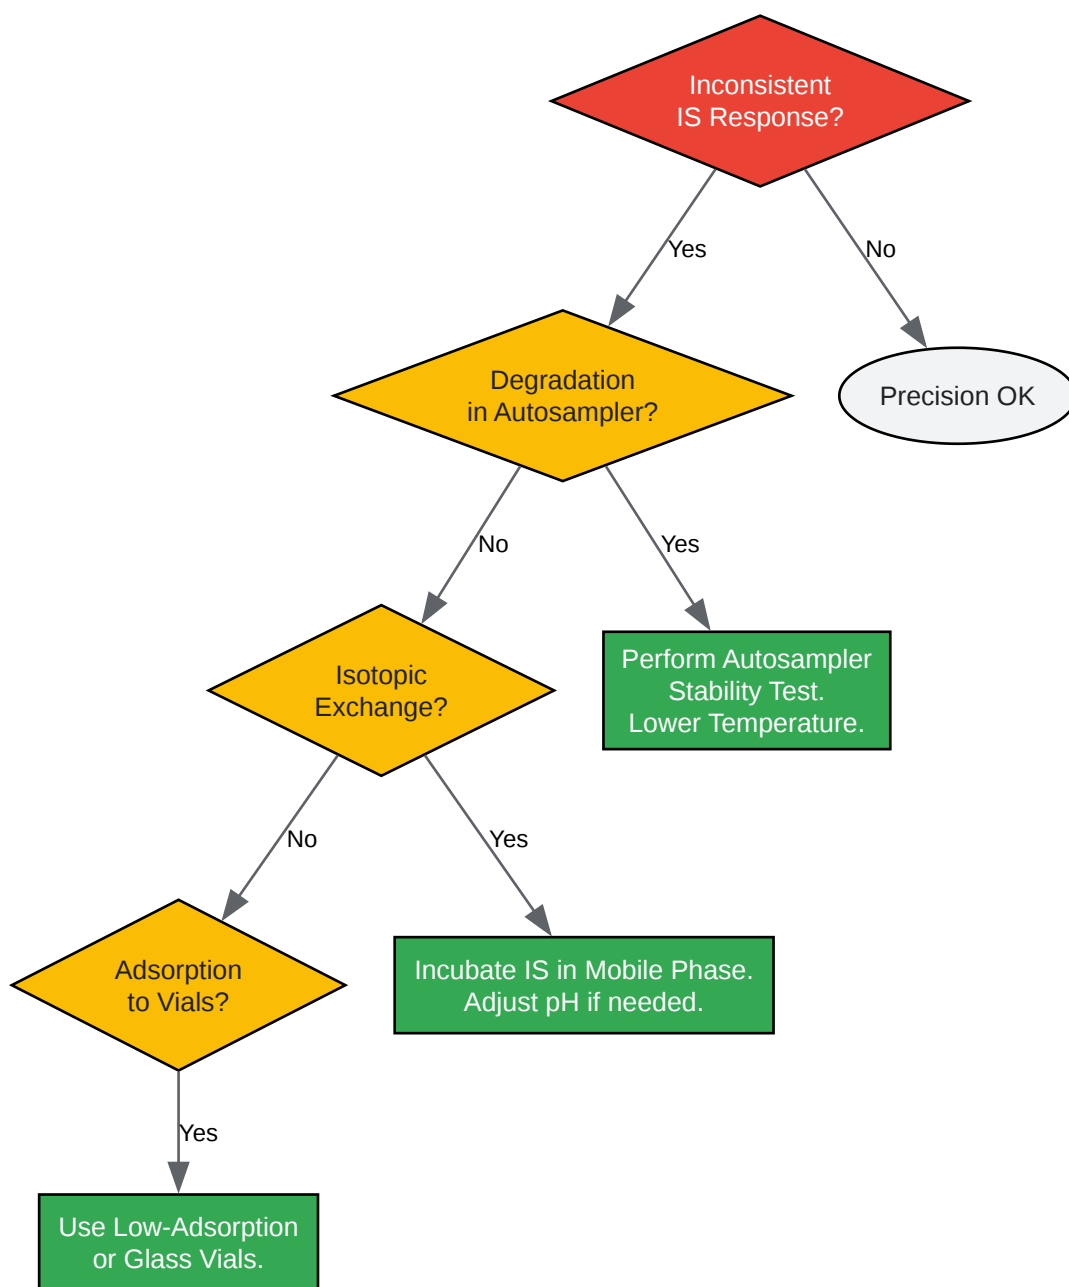 Inconsistent
IS Response?
Yes
No
Degradation
in Autosampler?
Precision OK
No
Yes
Isotopic
Exchange?
Perform Autosampler
Stability Test.
Lower Temperature.
No
Yes
Adsorption
to Vials?
Incubate IS in Mobile Phase.
Adjust pH if needed.
Yes
Use Low-Adsorption
or Glass Vials.